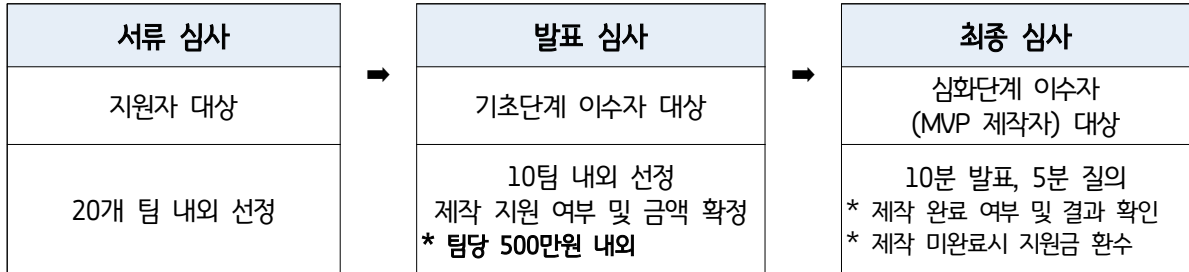 서류 심사
지원자 대상
20개 팀 내외 선정
➡
발표 심사
기초단계 이수자 대상
10팀 내외 선정
제작 지원 여부 및 금액 확정
* 팀당 500만원 내외
➡
최종 심사
심화단계 이수자
(MVP 제작자) 대상
10분 발표, 5분 질의
* 제작 완료 여부 및 결과 확인
* 제작 미완료시 지원금 환수